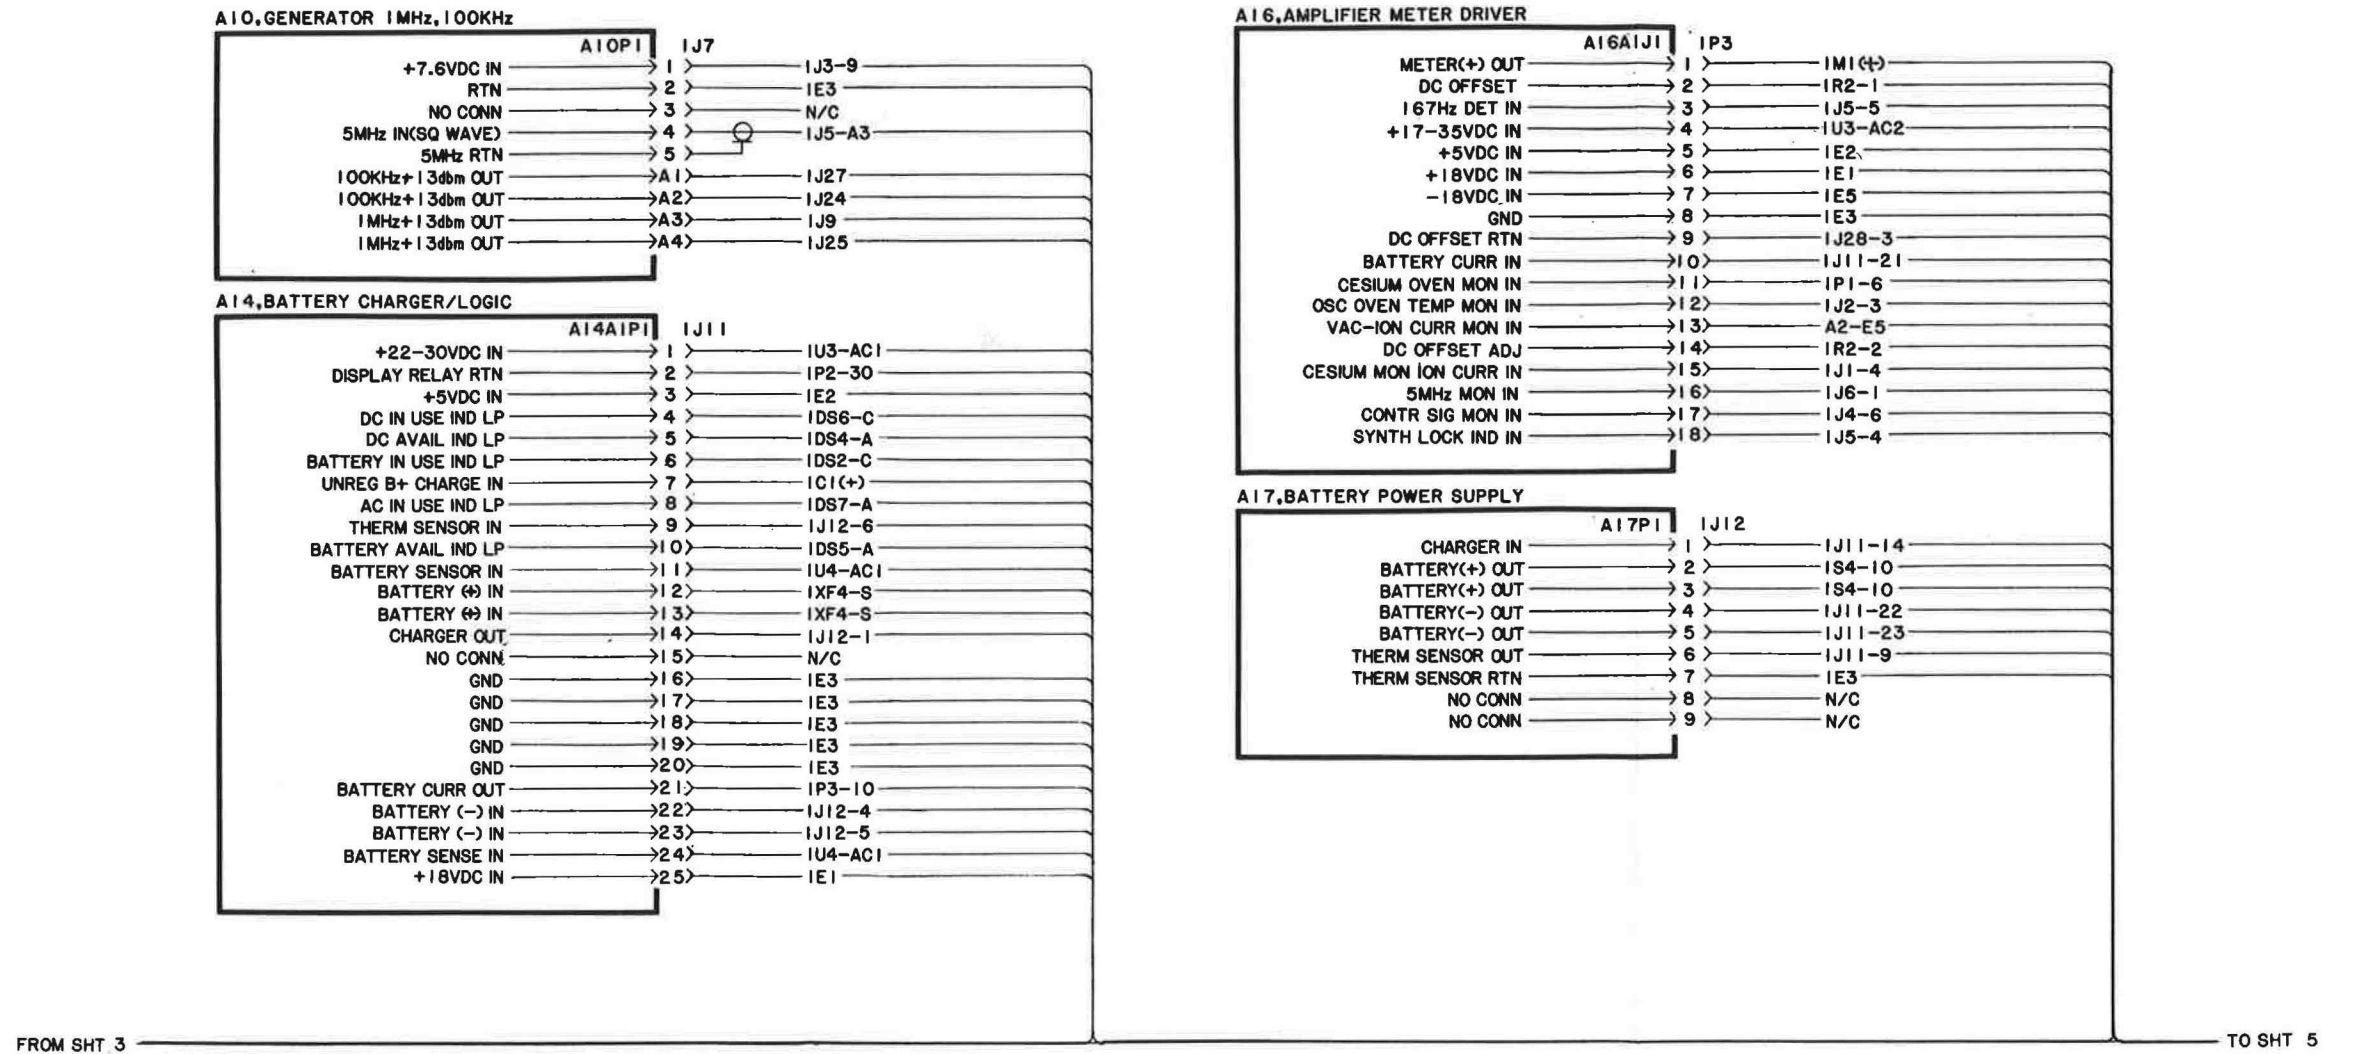 A10,GENERATOR 1MHz,100KHz
A10P1 1J7
+7.6VDC IN 1 1J3-9
RTN 2 1E3
NO CONN 3 N/C
5MHz IN(SQ WAVE) 4 1J5-A3
5MHz RTN 5
100KHz+13dbm OUT A1 1J27
100KHz+13dbm OUT A2 1J24
1MHz+13dbm OUT A3 1J9
1MHz+13dbm OUT A4 1J25
A14,BATTERY CHARGER/LOGIC
A14A1P1 1J11
+22-30VDC IN 1 1U3-AC1
DISPLAY RELAY RTN 2 1P2-30
+5VDC IN 3 1E2
DC IN USE IND LP 4 1DS6-C
DC AVAIL IND LP 5 1DS4-A
BATTERY IN USE IND LP 6 1DS2-C
UNREG B+ CHARGE IN 7 1C1(+)
AC IN USE IND LP 8 1DS7-A
THERM SENSOR IN 9 1J12-6
BATTERY AVAIL IND LP 10 1DS5-A
BATTERY SENSOR IN 11 1U4-AC1
BATTERY (+) IN 12 1XF4-S
BATTERY (+) IN 13 1XF4-S
CHARGER OUT 14 1J12-1
NO CONN 15 N/C
GND 16 1E3
GND 17 1E3
GND 18 1E3
GND 19 1E3
GND 20 1E3
BATTERY CURR OUT 21 1P3-10
BATTERY (-) IN 22 1J12-4
BATTERY (-) IN 23 1J12-5
BATTERY SENSE IN 24 1U4-AC1
+18VDC IN 25 1E1
A16,AMPLIFIER METER DRIVER
A16A1J1 1P3
METER(+) OUT 1 1M1(+)
DC OFFSET 2 1R2-1
167Hz DET IN 3 1J5-5
+17-35VDC IN 4 1U3-AC2
+5VDC IN 5 1E2
+18VDC IN 6 1E1
-18VDC IN 7 1E5
GND 8 1E3
DC OFFSET RTN 9 1J28-3
BATTERY CURR IN 10 1J11-21
CESIUM OVEN MON IN 11 1P1-6
OSC OVEN TEMP MON IN 12 1J2-3
VAC-ION CURR MON IN 13 A2-E5
DC OFFSET ADJ 14 1R2-2
CESIUM MON ION CURR IN 15 1J1-4
5MHz MON IN 16 1J6-1
CONTR SIG MON IN 17 1J4-6
SYNTH LOCK IND IN 18 1J5-4
A17,BATTERY POWER SUPPLY
A17P1 1J12
CHARGER IN 1 1J11-14
BATTERY(+) OUT 2 1S4-10
BATTERY(+) OUT 3 1S4-10
BATTERY(-) OUT 4 1J11-22
BATTERY(-) OUT 5 1J11-23
THERM SENSOR OUT 6 1J11-9
THERM SENSOR RTN 7 1E3
NO CONN 8 N/C
NO CONN 9 N/C
FROM SHT 3
TO SHT 5